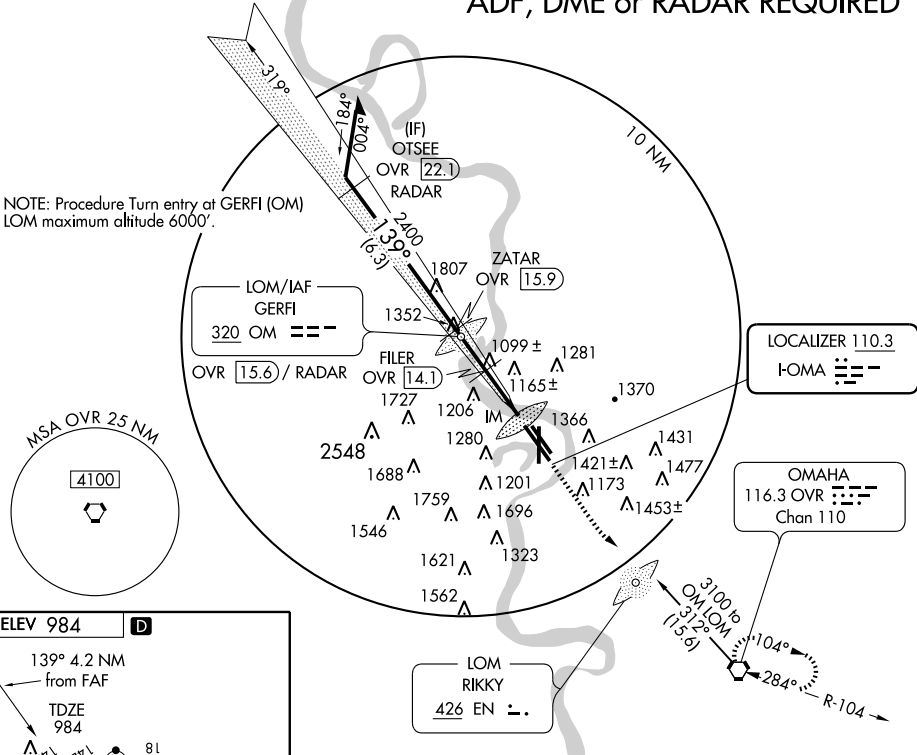 ADF, DME or RADAR REQUIRED
319°
184°
004°
(IF)
OTSEE
OVR 22.1
RADAR
10 NM
NOTE: Procedure Turn entry at GERFI (OM)
LOM maximum altitude 6000'.
2400
139°
(6.3)
1807
ZATAR
OVR 15.9
LOM/IAF
GERFI
320 OM
OVR 15.6 / RADAR
1352
FILER
OVR 14.1
1099 ±
1281
1165±
LOCALIZER 110.3
I-OMA
1370
1727
1206
IM
1366
2548
1280
1431
1421±
1477
1688
1201
1173
1453±
MSA OVR 25 NM
4100
1759
1696
1546
1323
1621
1562
OMAHA
116.3 OVR
Chan 110
3100 to
OM LOM
312°
(15.6)
104°
284°
R-104
LOM
RIKKY
426 EN
ELEV 984
D
139° 4.2 NM
from FAF
TDZE
984
18